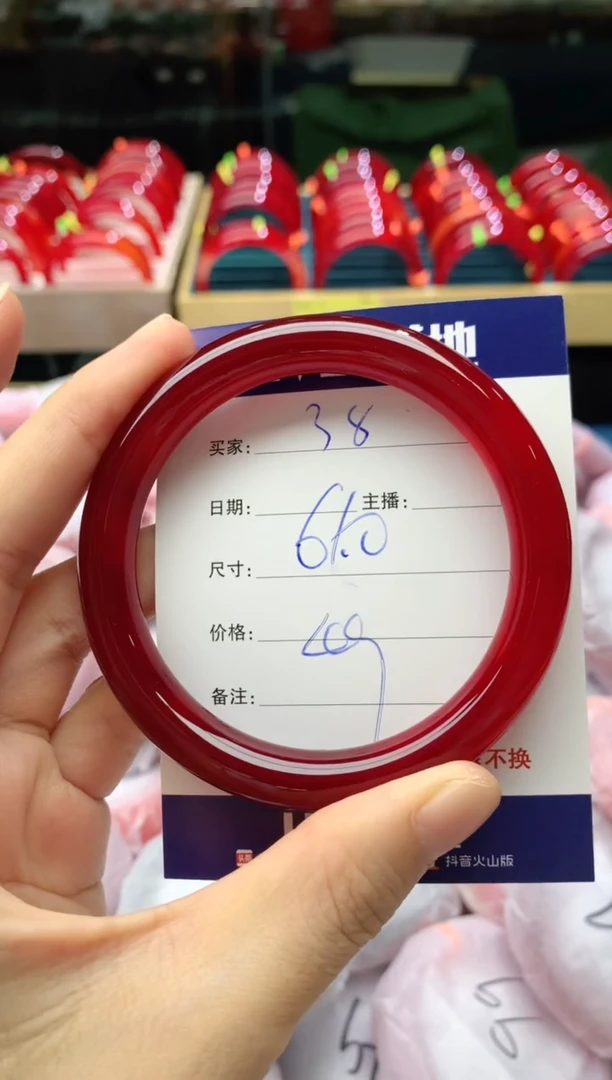 地
买家: 38
日期: 主播:
61.0
尺寸:
价格:
备注:
不换
抖音火山版